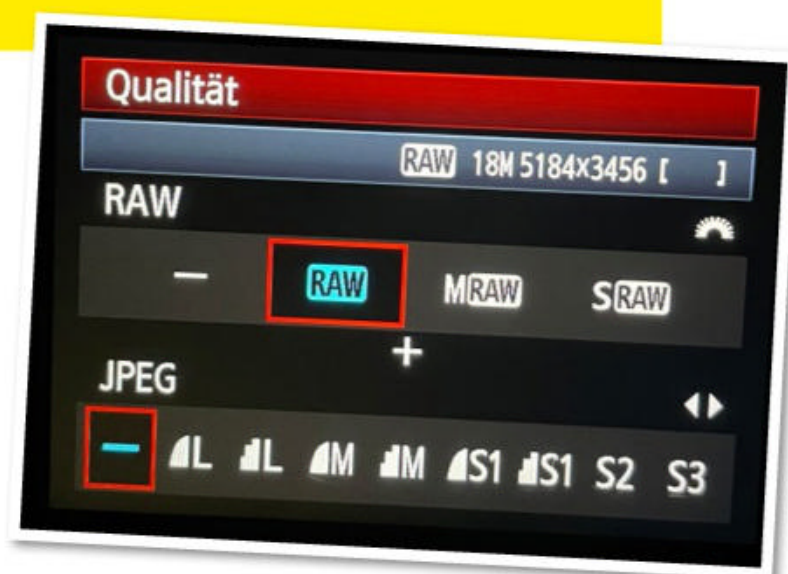 Qualität
RAW 18M 5184x3456 [ ]
RAW
— RAW MRAW SRAW
+
JPEG
— L L M M S1 S1 S2 S3